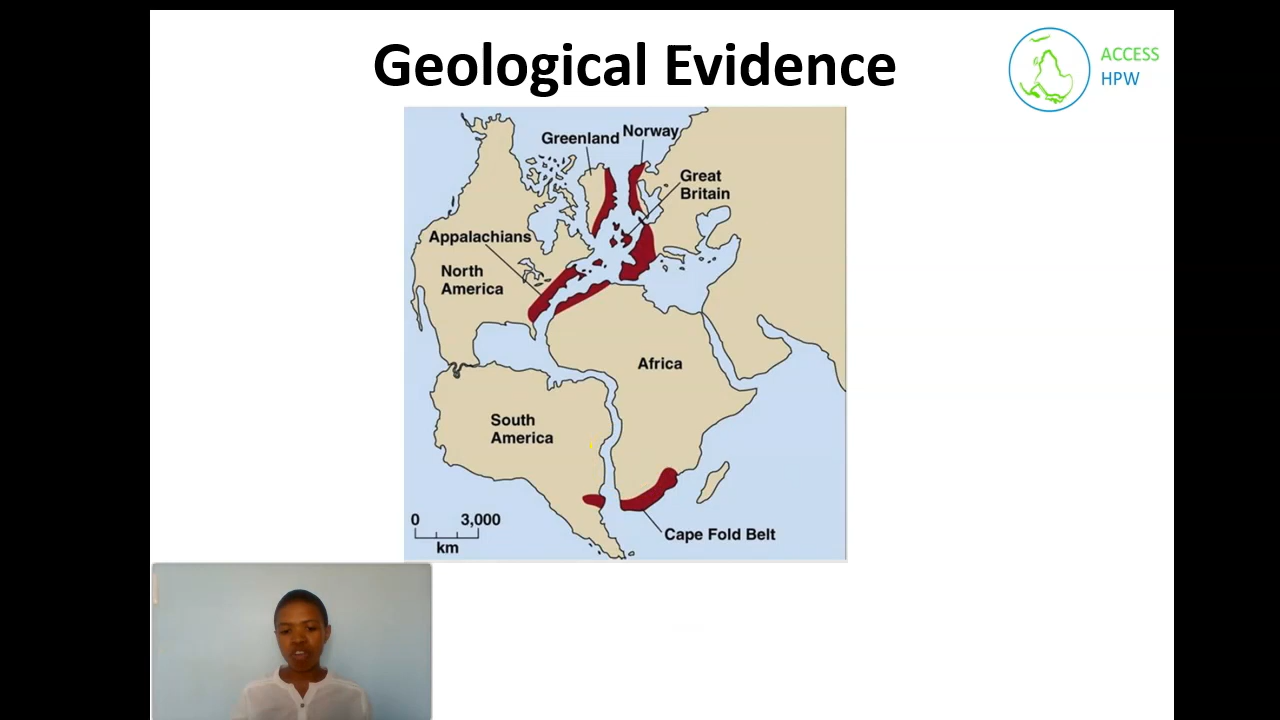 Geological Evidence
ACCESS
HPW
Greenland
Norway
Great
Britain
Appalachians
North
America
Africa
South
America
0 3,000
km
Cape Fold Belt